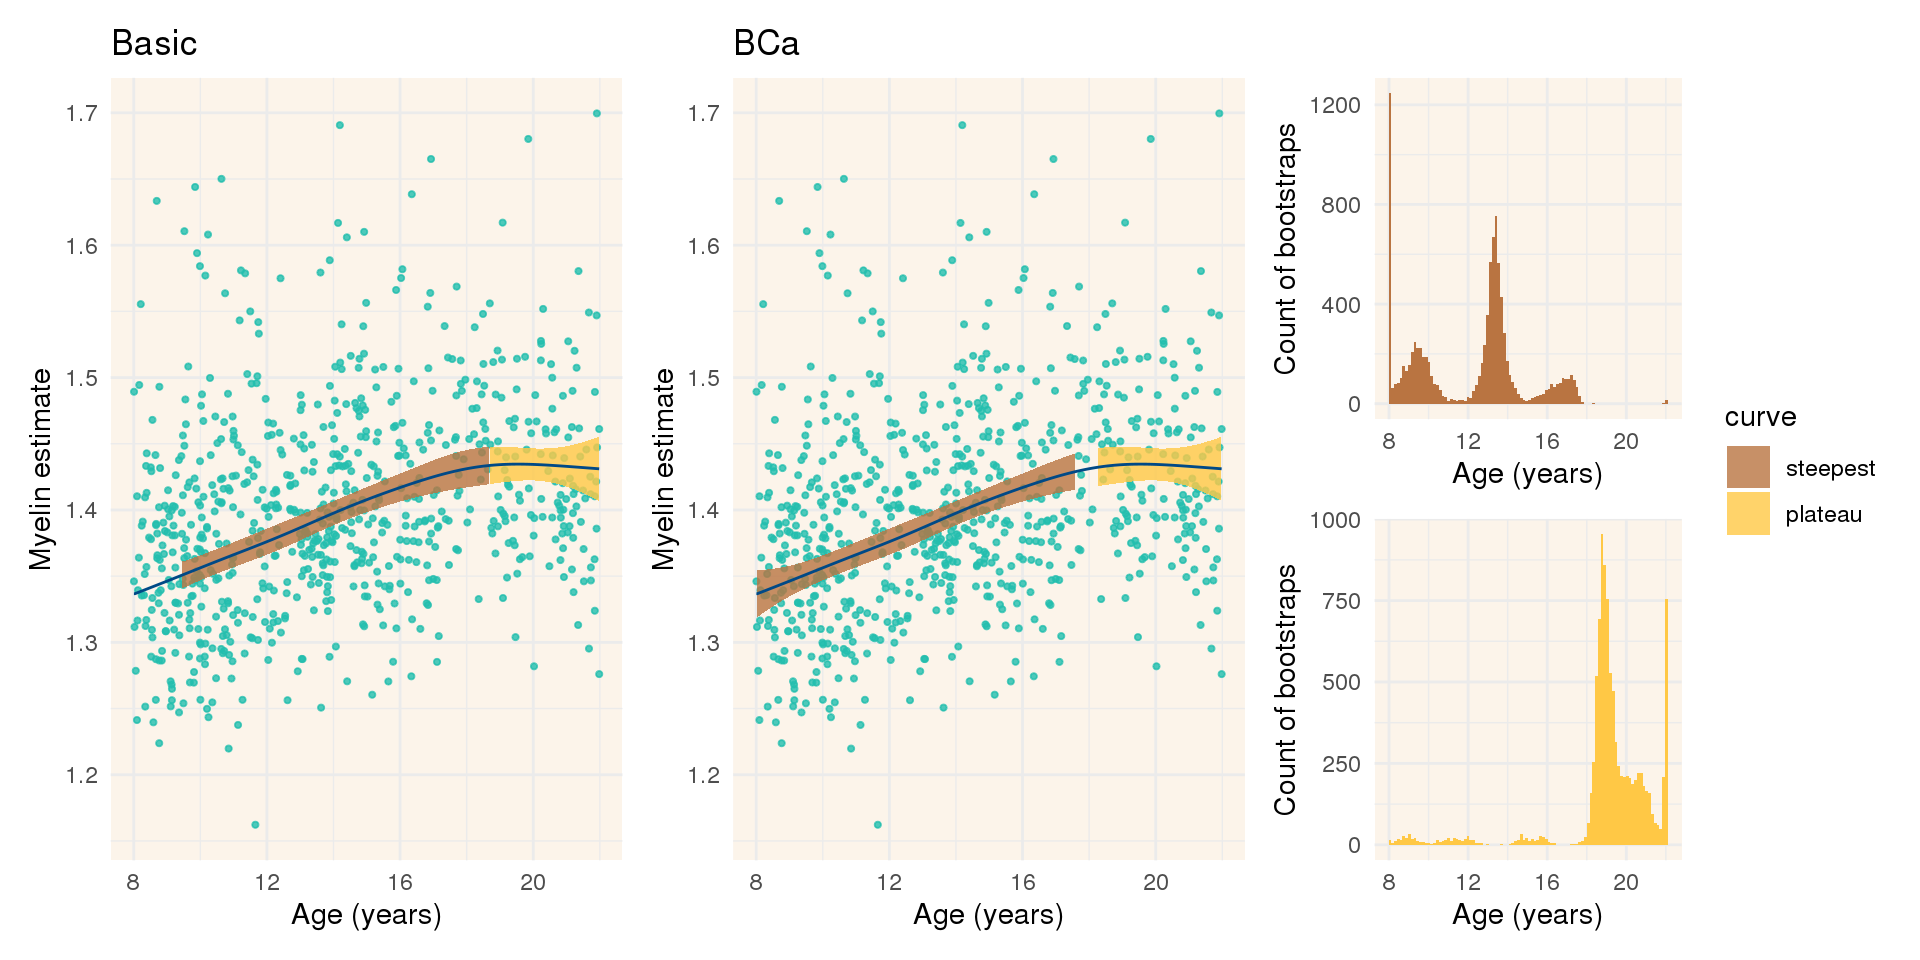 Basic
1.7
1.6
1.5
1.4
1.3
1.2
Myelin estimate
8 12 16 20
Age (years)
BCa
1.7
1.6
1.5
1.4
1.3
1.2
Myelin estimate
8 12 16 20
Age (years)
1200
800
400
0
Count of bootstraps
8 12 16 20
Age (years)
1000
750
500
250
0
Count of bootstraps
8 12 16 20
Age (years)
curve
steepest
plateau